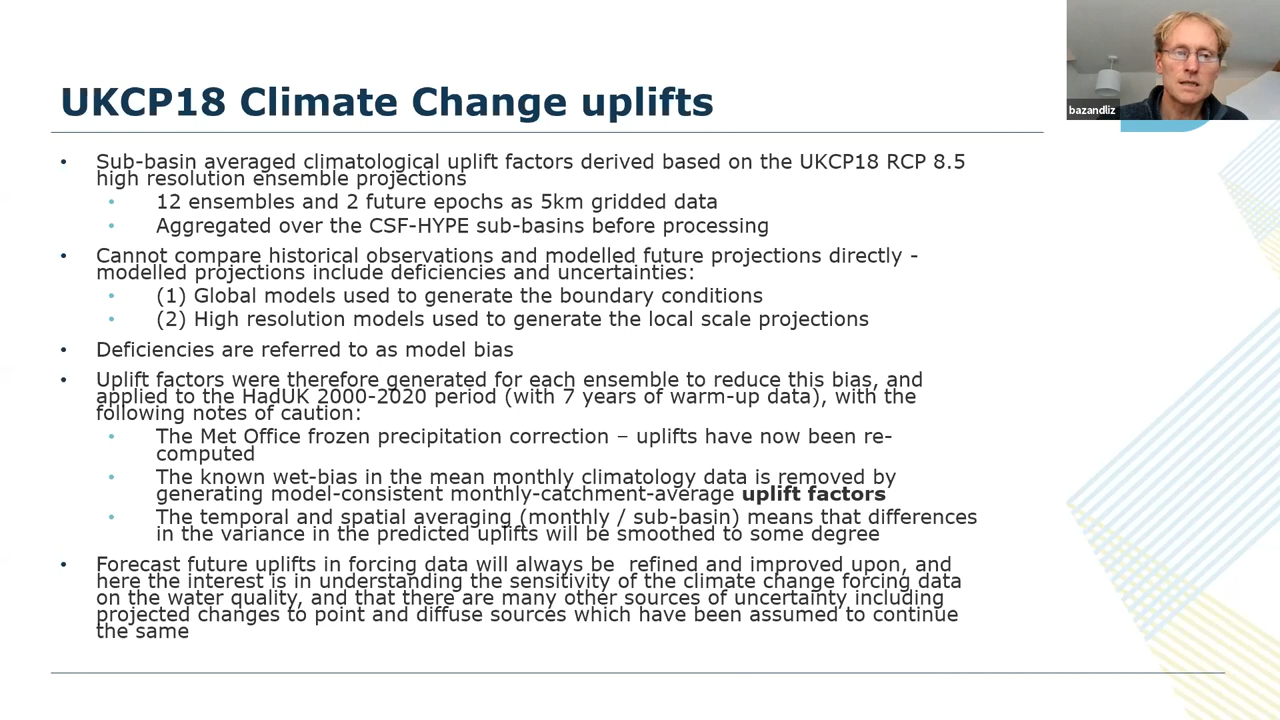 bazandliz
UKCP18 Climate Change uplifts
• Sub-basin averaged climatological uplift factors derived based on the UKCP18 RCP 8.5
high resolution ensemble projections
• 12 ensembles and 2 future epochs as 5km gridded data
• Aggregated over the CSF-HYPE sub-basins before processing
• Cannot compare historical observations and modelled future projections directly -
modelled projections include deficiencies and uncertainties:
• (1) Global models used to generate the boundary conditions
• (2) High resolution models used to generate the local scale projections
• Deficiencies are referred to as model bias
• Uplift factors were therefore generated for each ensemble to reduce this bias, and
applied to the HadUK 2000-2020 period (with 7 years of warm-up data), with the
following notes of caution:
• The Met Office frozen precipitation correction – uplifts have now been re-
computed
• The known wet-bias in the mean monthly climatology data is removed by
generating model-consistent monthly-catchment-average uplift factors
• The temporal and spatial averaging (monthly / sub-basin) means that differences
in the variance in the predicted uplifts will be smoothed to some degree
• Forecast future uplifts in forcing data will always be  refined and improved upon, and
here the interest is in understanding the sensitivity of the climate change forcing data
on the water quality, and that there are many other sources of uncertainty including
projected changes to point and diffuse sources which have been assumed to continue
the same